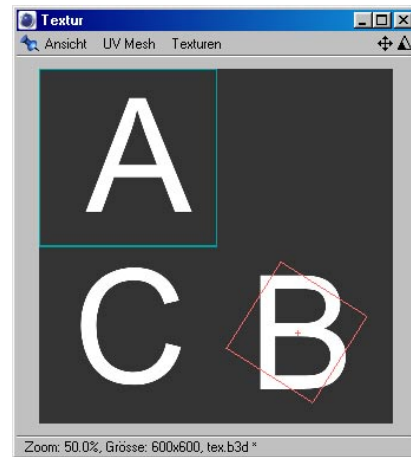 Textur
Ansicht UV Mesh Texturen
A
C B
Zoom: 50.0%, Grösse: 600x600, tex.b3d *